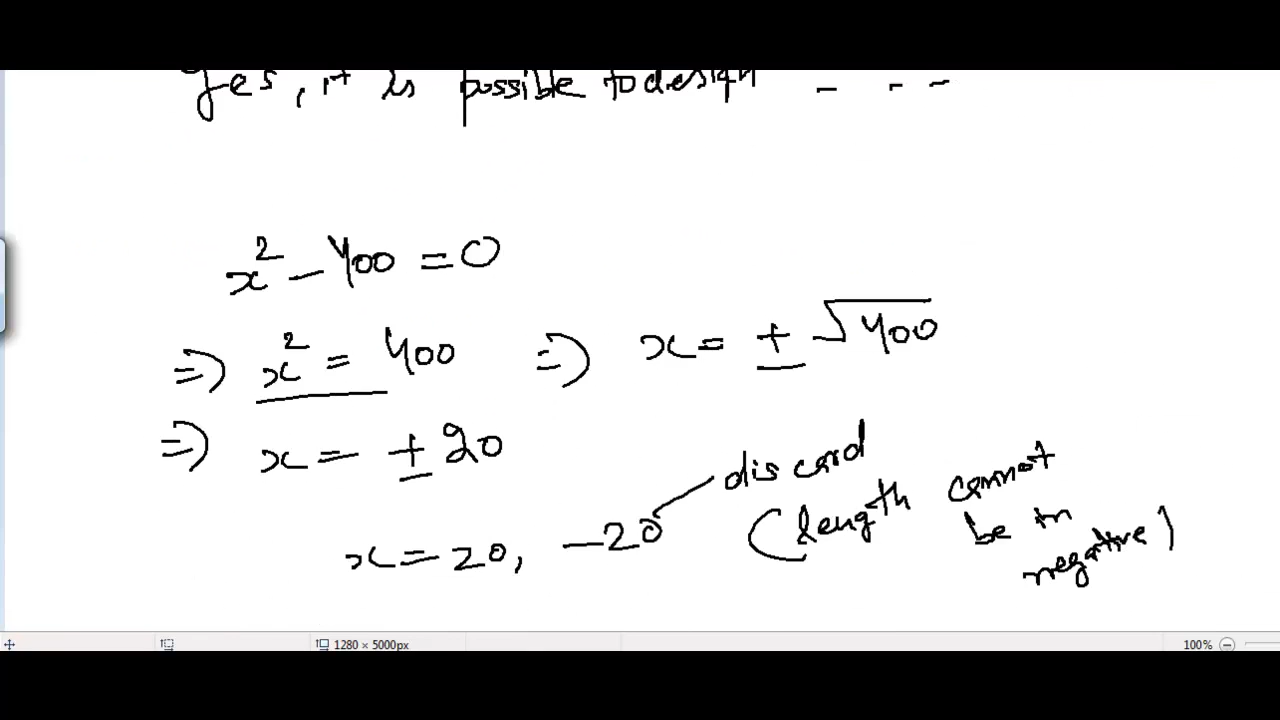 Yes, it is possible to design - - -
x² - 400 = 0
⇒ x² = 400 ⇒ x = ± √400
⇒ x = ± 20
x = 20, -20
discard
(length cannot
be in
negative)
1280 × 5000px
100%